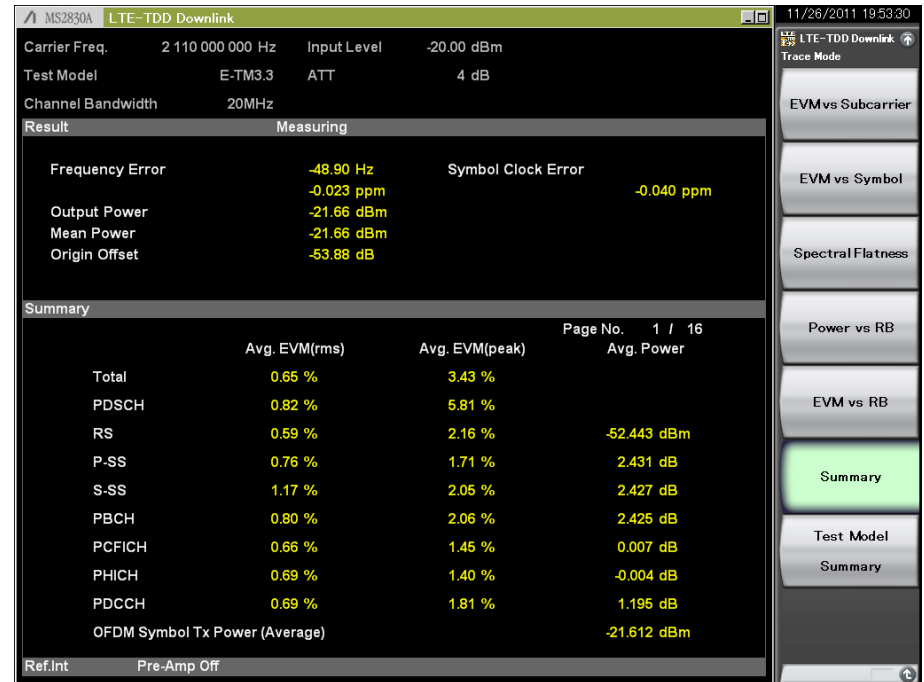 MS2830A LTE-TDD Downlink
11/26/2011 19:53:30
Carrier Freq. 2 110 000 000 Hz Input Level -20.00 dBm
Test Model E-TM3.3 ATT 4 dB
Channel Bandwidth 20MHz
Result Measuring
Frequency Error -48.90 Hz Symbol Clock Error
-0.023 ppm -0.040 ppm
Output Power -21.66 dBm
Mean Power -21.66 dBm
Origin Offset -53.88 dB
Summary
Page No. 1 / 16
Avg. EVM(rms) Avg. EVM(peak) Avg. Power
Total 0.65 % 3.43 %
PDSCH 0.82 % 5.81 %
RS 0.59 % 2.16 % -52.443 dBm
P-SS 0.76 % 1.71 % 2.431 dB
S-SS 1.17 % 2.05 % 2.427 dB
PBCH 0.80 % 2.06 % 2.425 dB
PCFICH 0.66 % 1.45 % 0.007 dB
PHICH 0.69 % 1.40 % -0.004 dB
PDCCH 0.69 % 1.81 % 1.195 dB
OFDM Symbol Tx Power (Average) -21.612 dBm
Ref.Int Pre-Amp Off
LTE-TDD Downlink
Trace Mode
EVM vs Subcarrier
EVM vs Symbol
Spectral Flatness
Power vs RB
EVM vs RB
Summary
Test Model
Summary